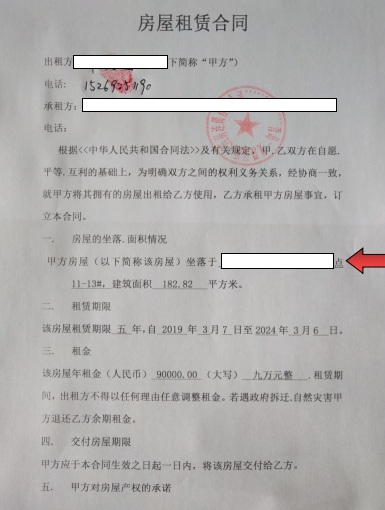 房屋租赁合同
出租方 下简称“甲方”)
电话: 15269251190
承租方:
电话:
根据<<中华人民共和国合同法>>及有关规定，甲.乙双方在自愿.
平等.互利的基础上，为明确双方之间的权利义务关系，经协商一致，
就甲方将其拥有的房屋出租给乙方使用，乙方承租甲方房屋事宜，订
立本合同。
一. 房屋的坐落.面积情况
甲方房屋（以下简称该房屋）坐落于 点
11-13#，建筑面积 182.82 平方米。
二. 租赁期限
该房屋租赁期限 五 年,自 2019 年 3 月 7 日至 2024 年 3 月 6 日。
三. 租金
该房屋年租金（人民币）90000.00（大写）九万元整.租赁期
间，出租方不得以任何理由任意调整租金。若遇政府拆迁.自然灾害甲
方退还乙方余期租金。
四. 交付房屋期限
甲方应于本合同生效之日起一日内，将该房屋交付给乙方。
五. 甲方对房屋产权的承诺